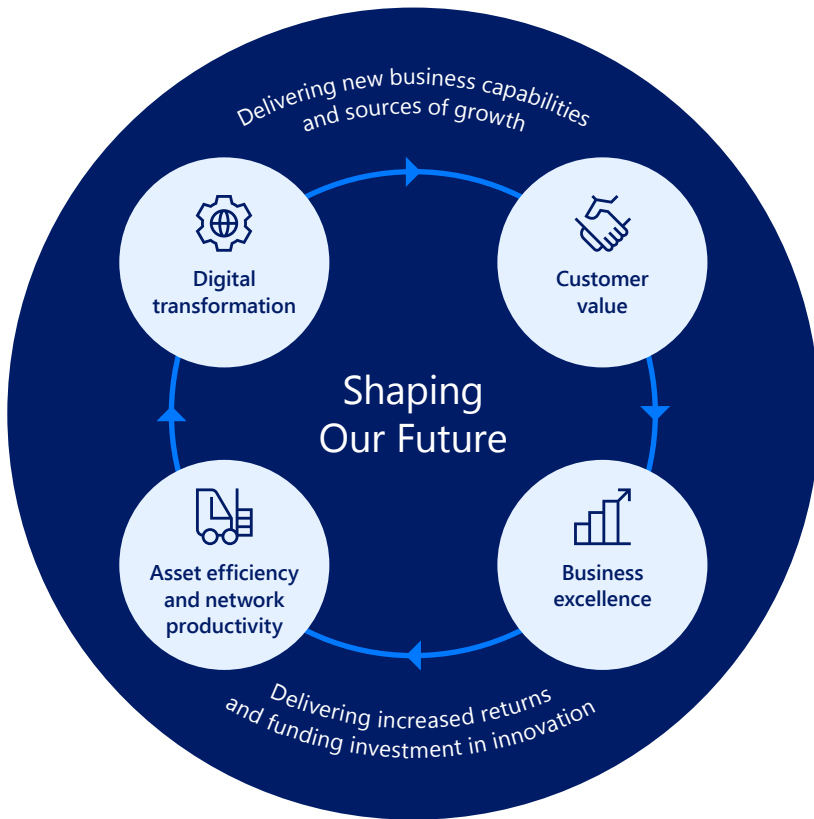 Delivering new business capabilities
and sources of growth
Digital
transformation
Customer
value
Shaping
Our Future
Asset efficiency
and network
productivity
Business
excellence
Delivering increased returns
and funding investment in innovation